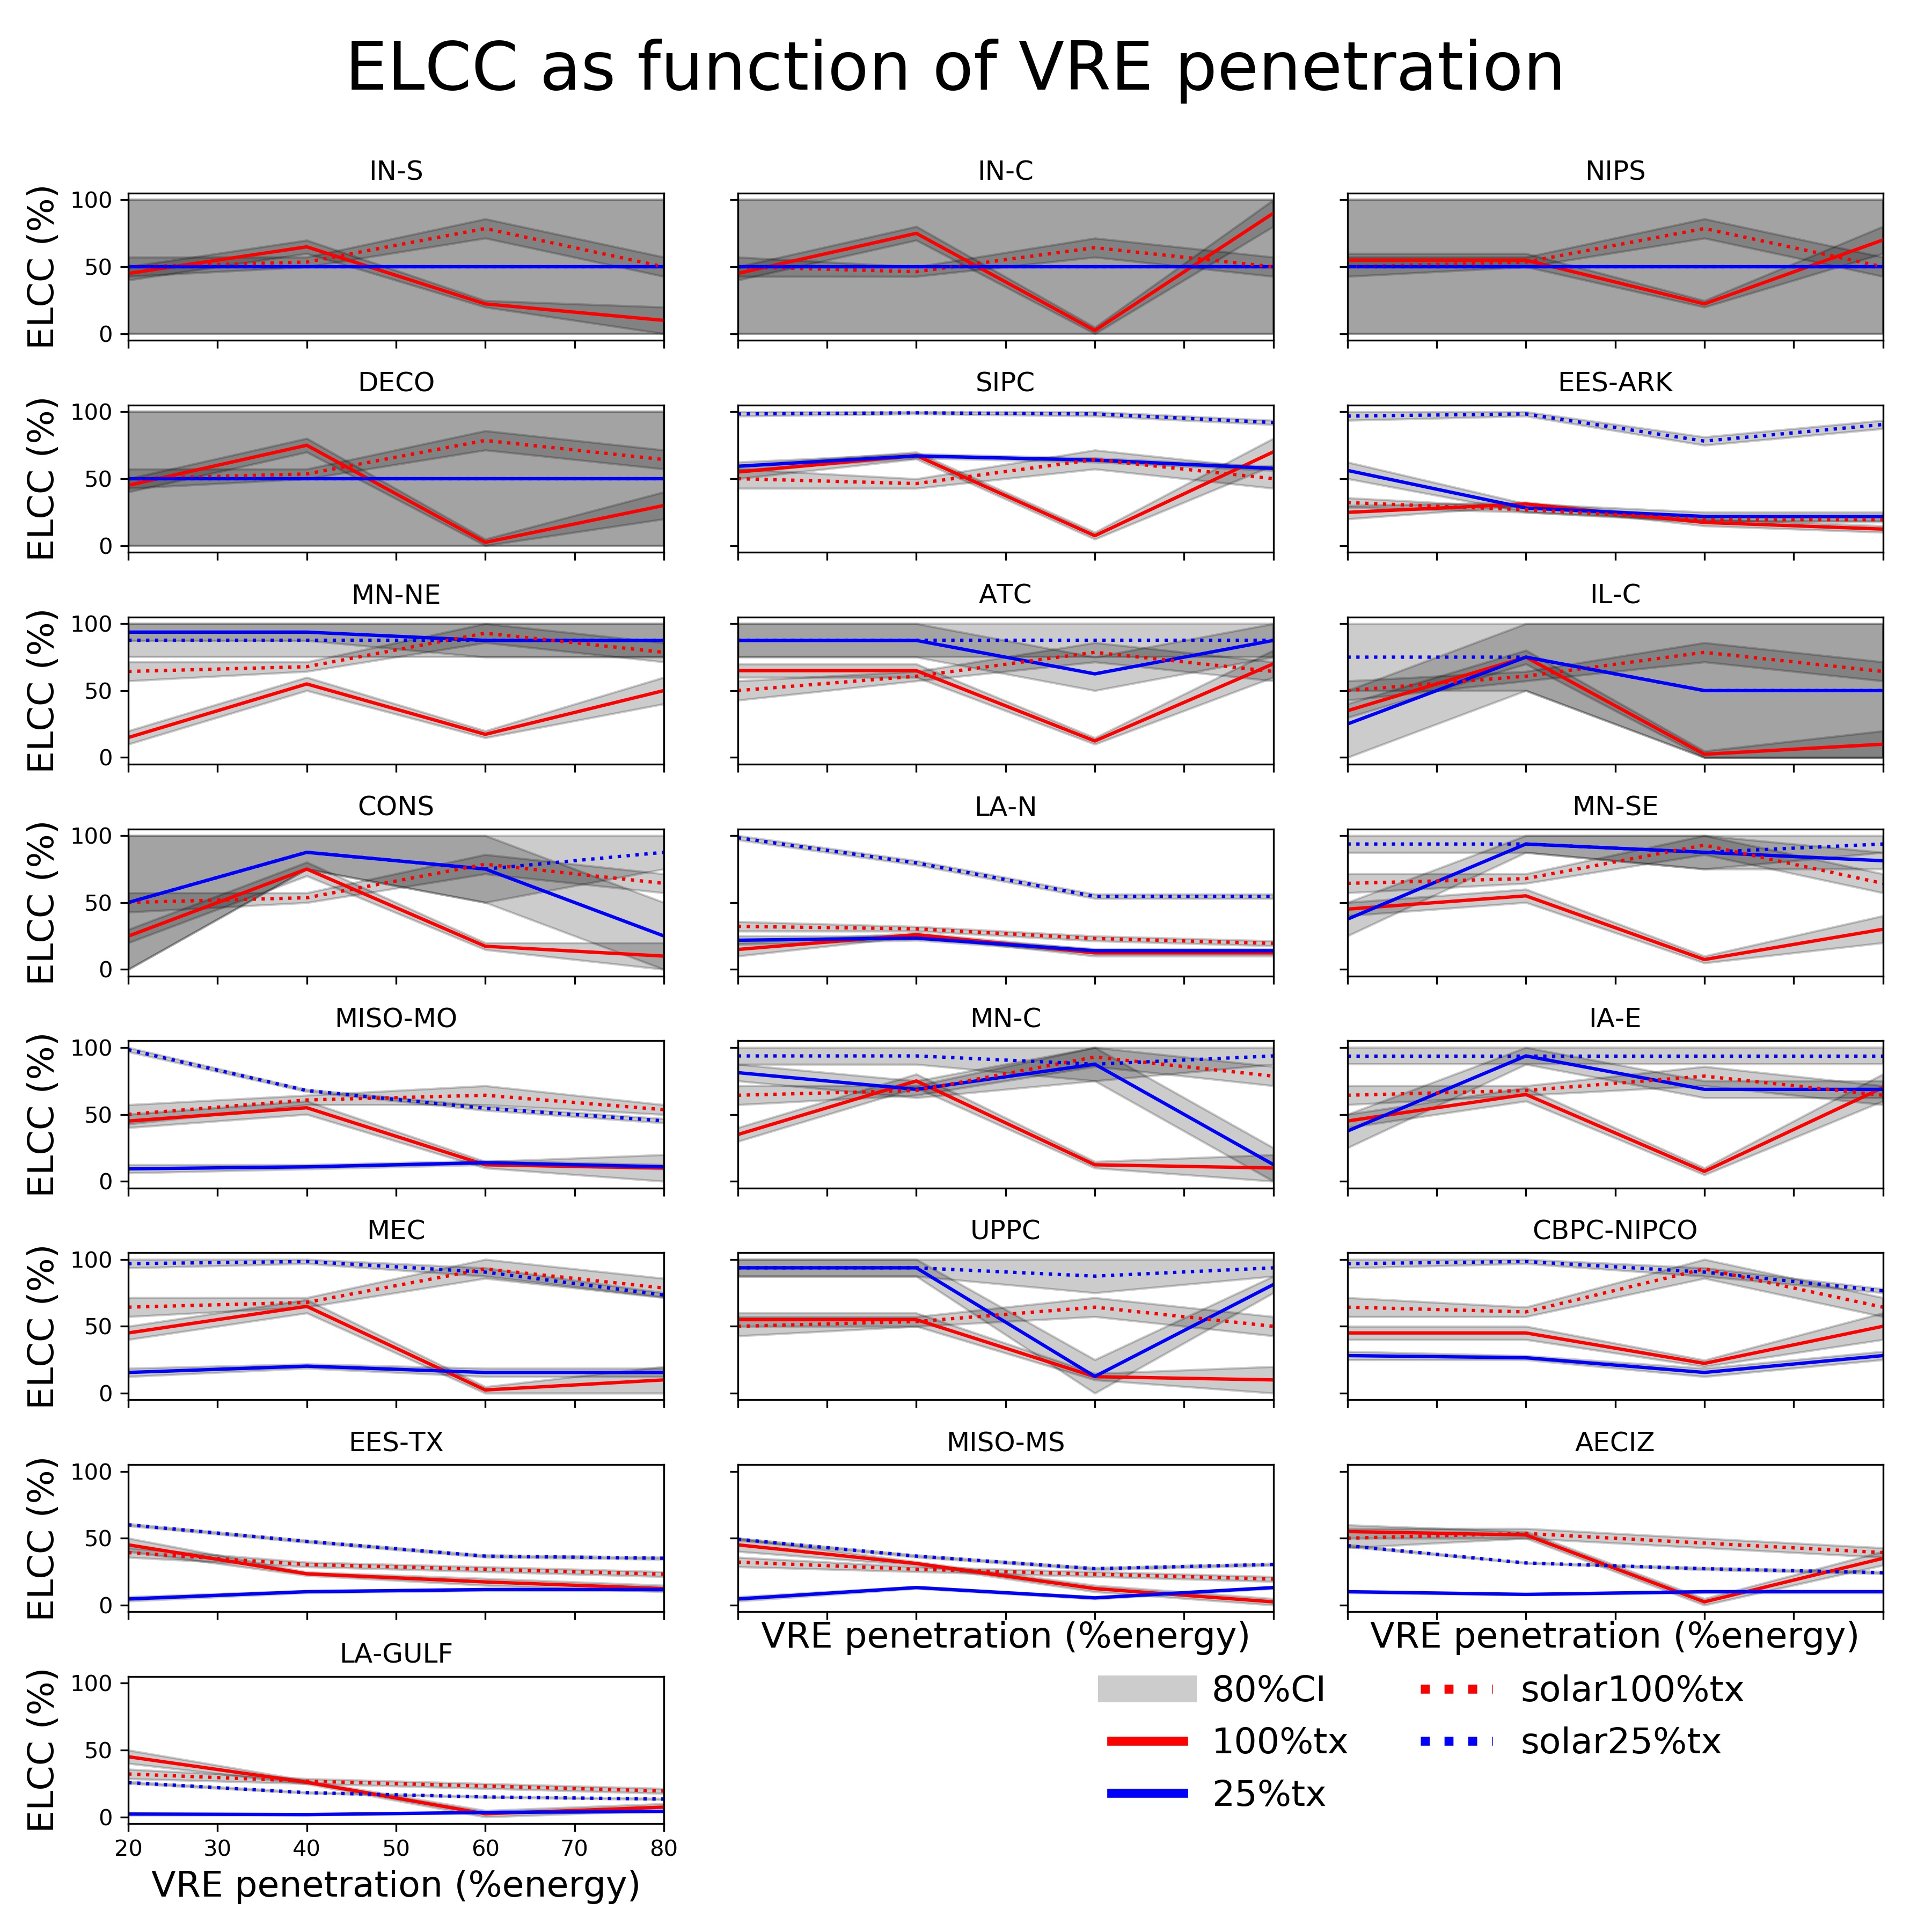 ELCC as function of VRE penetration
IN-S
IN-C
NIPS
ELCC (%)
100
50
0
DECO
SIPC
EES-ARK
ELCC (%)
100
50
0
MN-NE
ATC
IL-C
ELCC (%)
100
50
0
CONS
LA-N
MN-SE
ELCC (%)
100
50
0
MISO-MO
MN-C
IA-E
ELCC (%)
100
50
0
MEC
UPPC
CBPC-NIPCO
ELCC (%)
100
50
0
EES-TX
MISO-MS
AECIZ
ELCC (%)
100
50
0
VRE penetration (%energy)
VRE penetration (%energy)
LA-GULF
ELCC (%)
100
50
0
20 30 40 50 60 70 80
VRE penetration (%energy)
80%CI
100%tx
25%tx
solar100%tx
solar25%tx